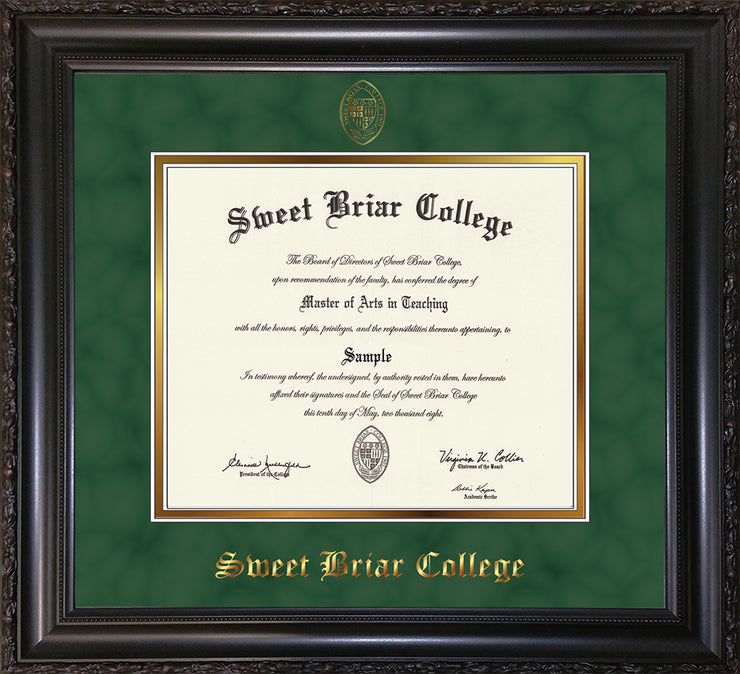 Sweet Briar College
The Board of Directors of Sweet Briar College,
upon recommendation of the faculty, has conferred the degree of
Master of Arts in Teaching
with all the honors, rights, privileges, and the responsibilities thereunto appertaining, to
Sample
In testimony whereof, the undersigned, by authority vested in them, have hereunto
affixed their signatures and the Seal of Sweet Briar College
this tenth day of May, two thousand eight.
Virginia U. Collier
President of the College
Chairman of the Board
Academic Scribe
Sweet Briar College